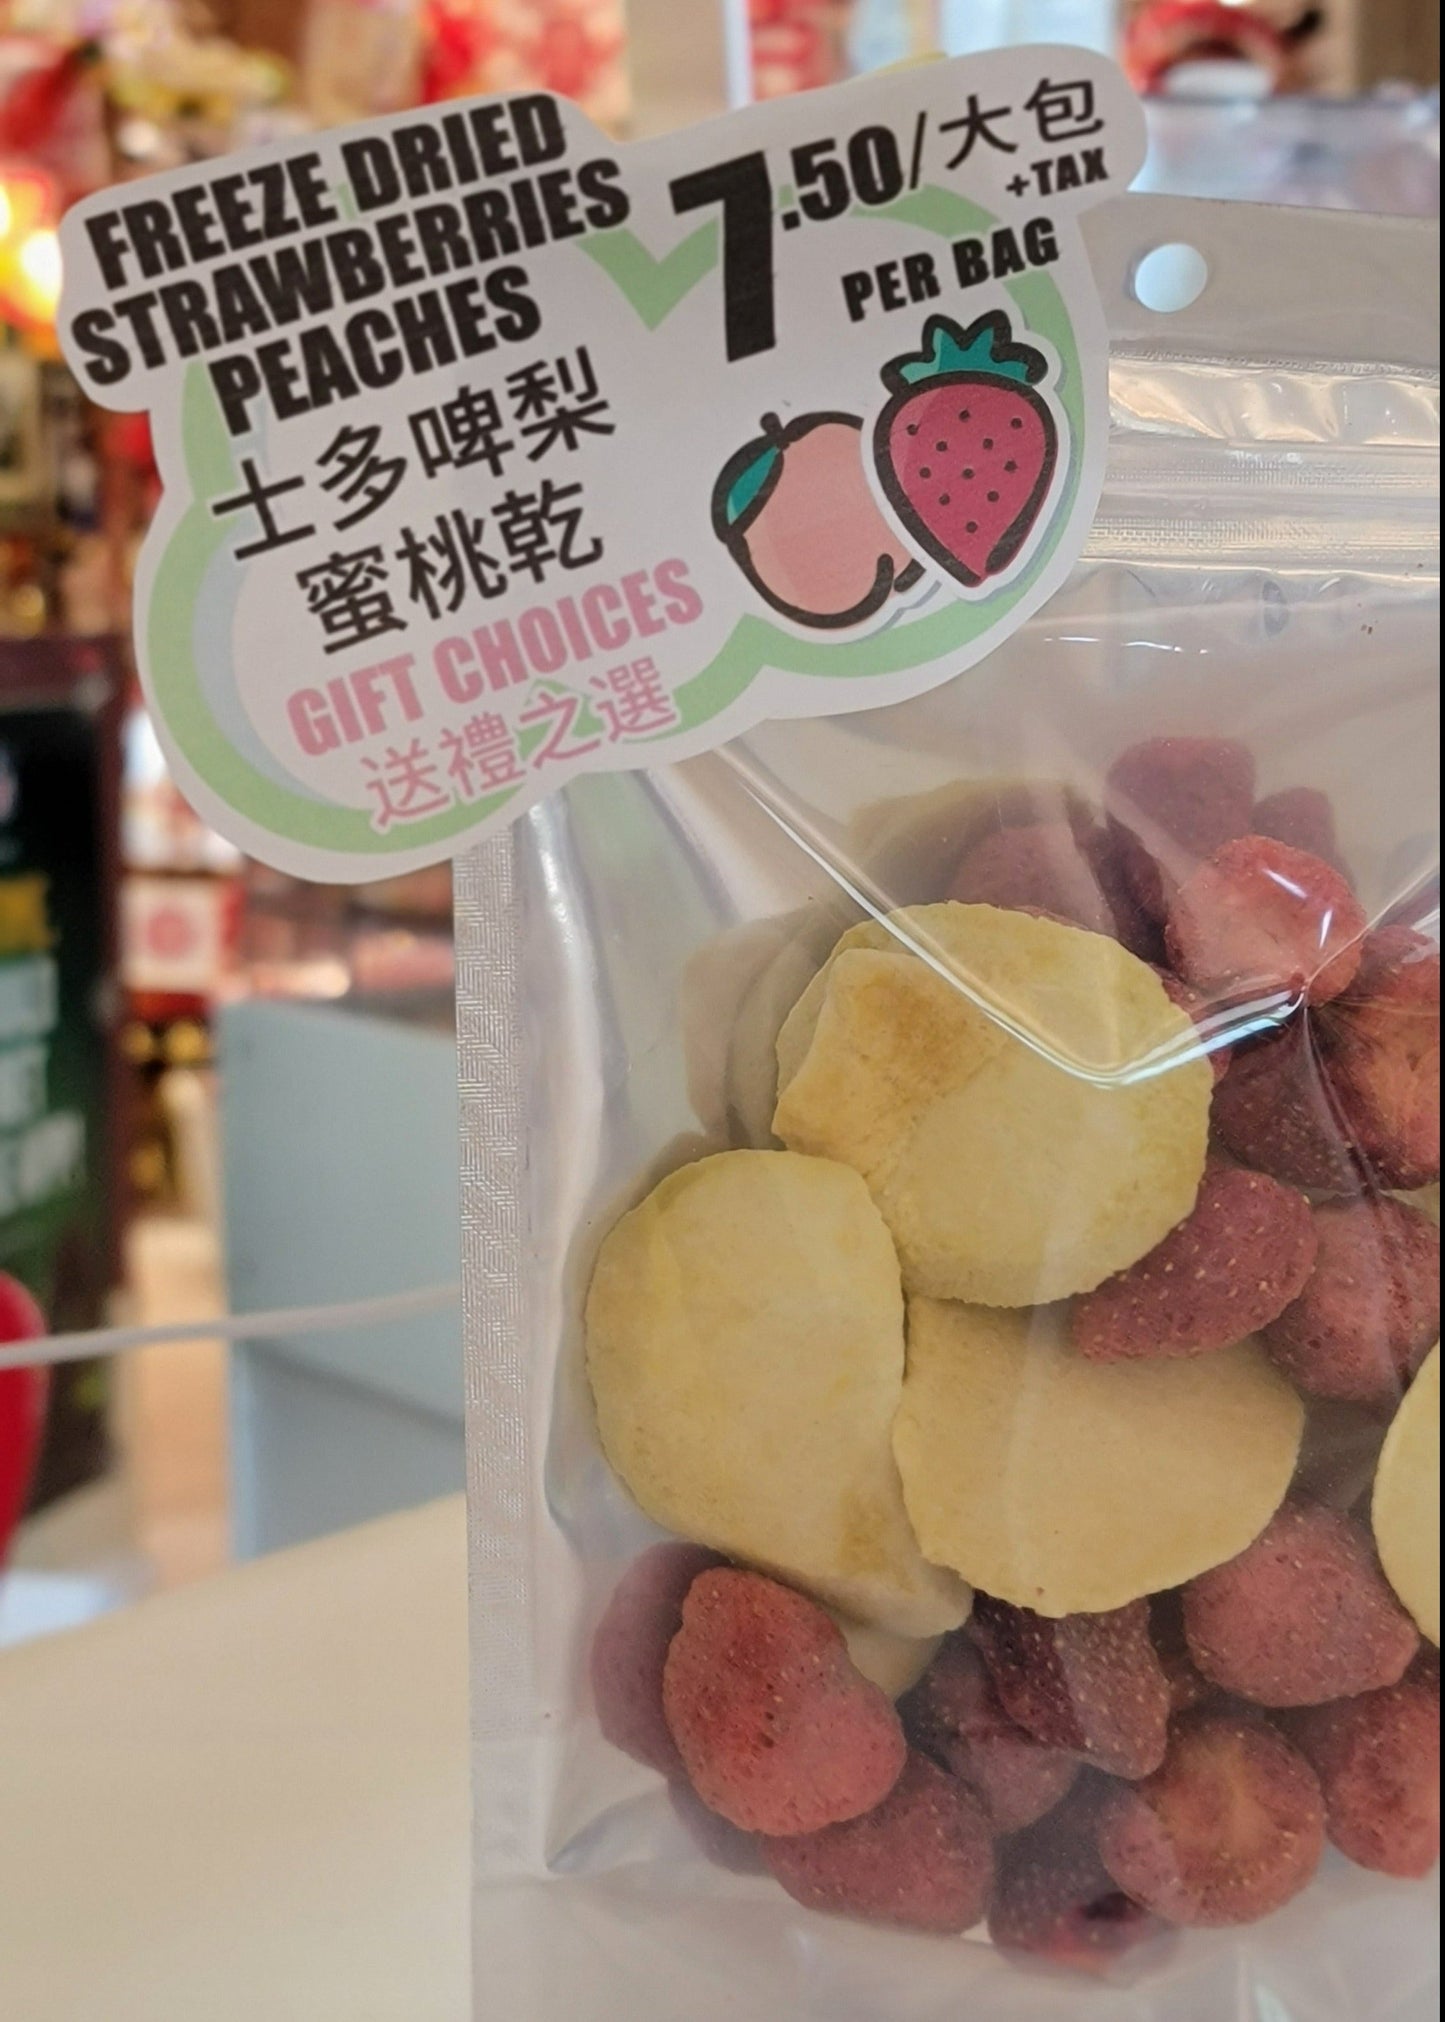 FREEZE DRIED
STRAWBERRIES
PEACHES
士多啤梨
蜜桃乾
GIFT CHOICES
送禮之選
7.50/大包
+TAX
PER BAG